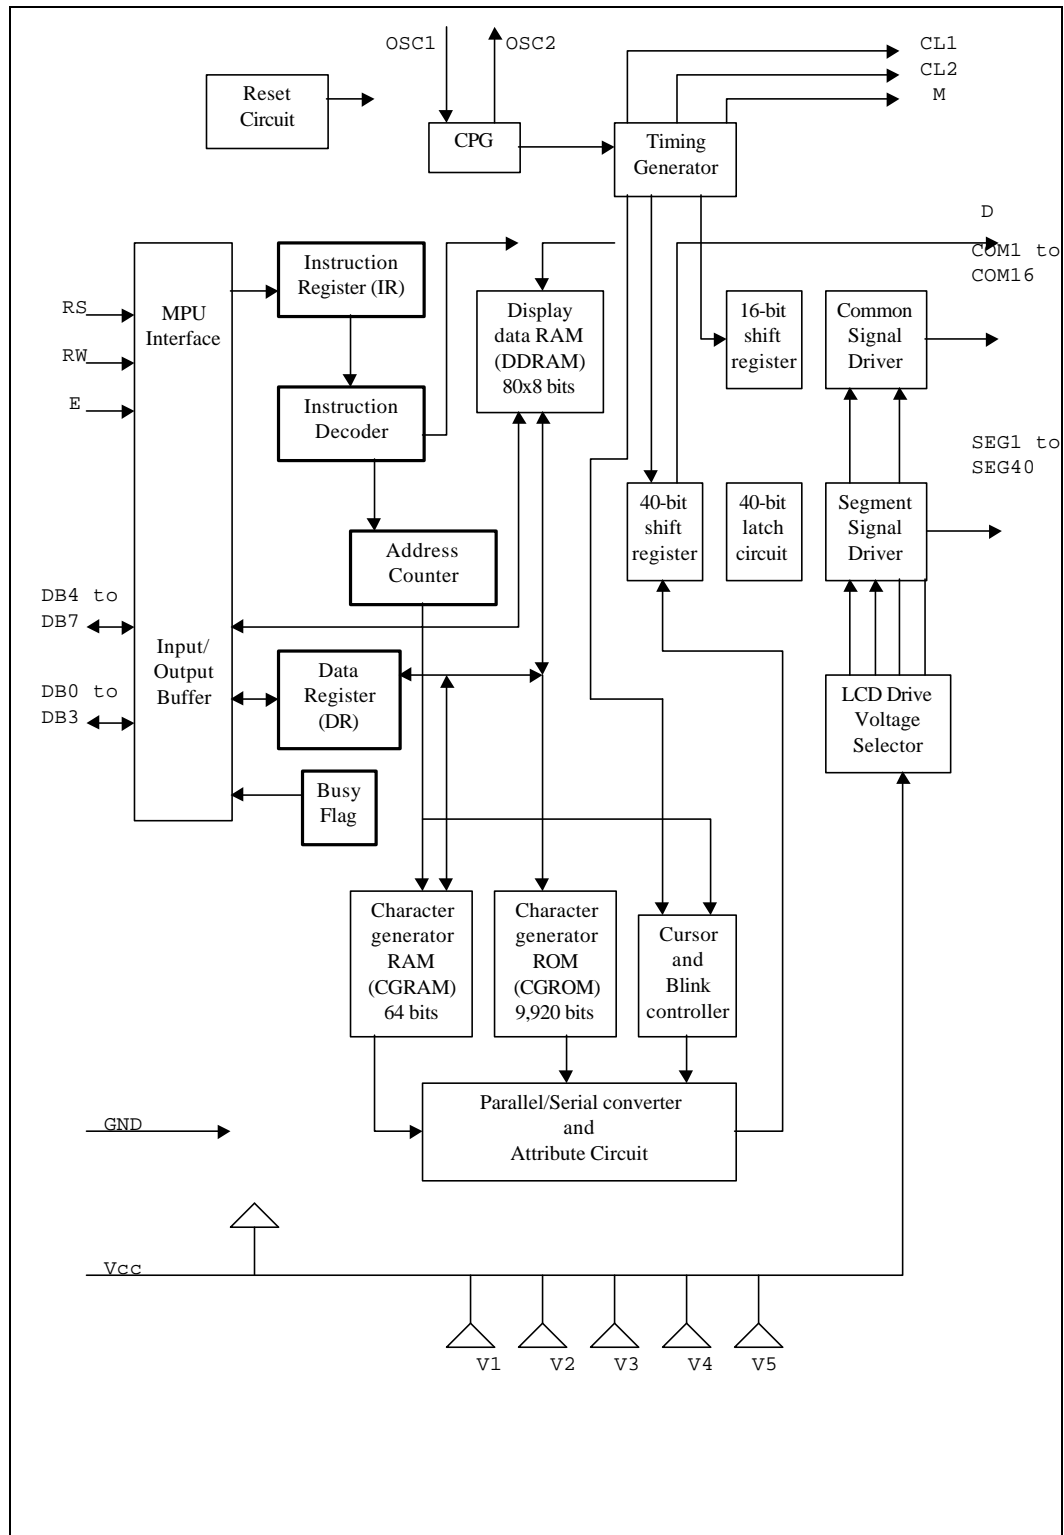 OSC1
OSC2
CL1
CL2
M
Reset
Circuit
CPG
Timing
Generator
D
COM1 to
COM16
MPU
Interface
Input/
Output
Buffer
RS
RW
E
Instruction
Register (IR)
Display
data RAM
(DDRAM)
80x8 bits
16-bit
shift
register
Common
Signal
Driver
Instruction
Decoder
SEG1 to
SEG40
40-bit
shift
register
40-bit
latch
circuit
Segment
Signal
Driver
Address
Counter
DB4 to
DB7
DB0 to
DB3
Data
Register
(DR)
LCD Drive
Voltage
Selector
Busy
Flag
Character
generator
RAM
(CGRAM)
64 bits
Character
generator
ROM
(CGROM)
9,920 bits
Cursor
and
Blink
controller
Parallel/Serial converter
and
Attribute Circuit
GND
Vcc
V1
V2
V3
V4
V5